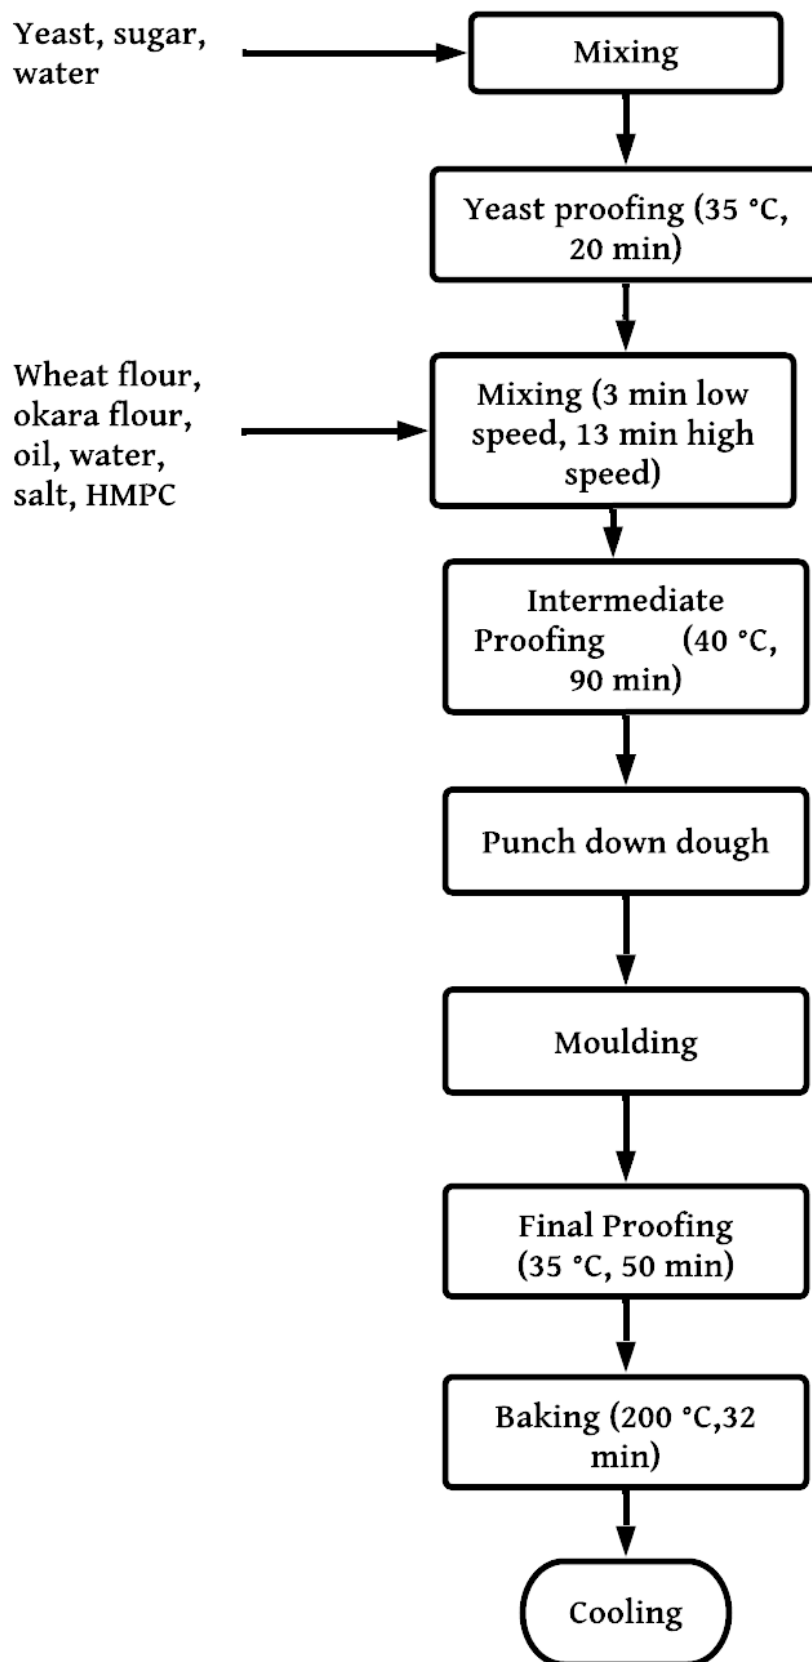 Yeast, sugar,
water
Mixing
Yeast proofing (35 °C,
20 min)
Wheat flour,
okara flour,
oil, water,
salt, HMPC
Mixing (3 min low
speed, 13 min high
speed)
Intermediate
Proofing (40 °C,
90 min)
Punch down dough
Moulding
Final Proofing
(35 °C, 50 min)
Baking (200 °C,32
min)
Cooling